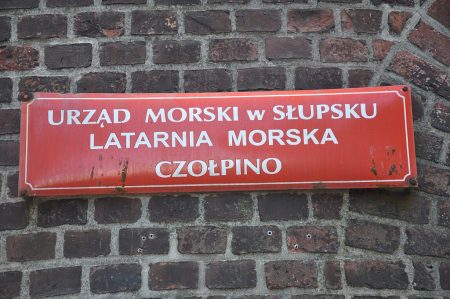 URZĄD MORSKI w SŁUPSKU
LATARNIA MORSKA
CZOŁPINO